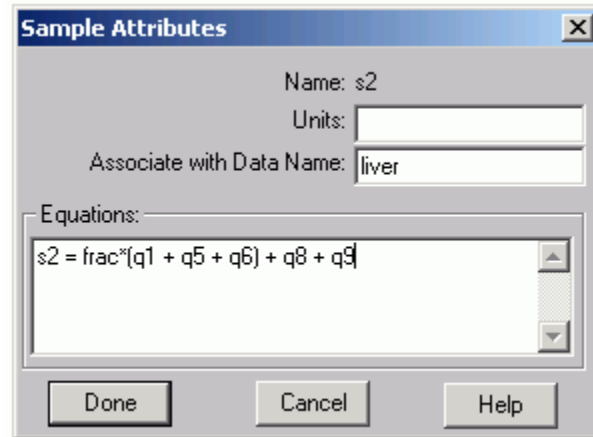 Sample Attributes
Name: s2
Units:
Associate with Data Name: liver
Equations:
s2 = frac*(q1 + q5 + q6) + q8 + q9
Done Cancel Help